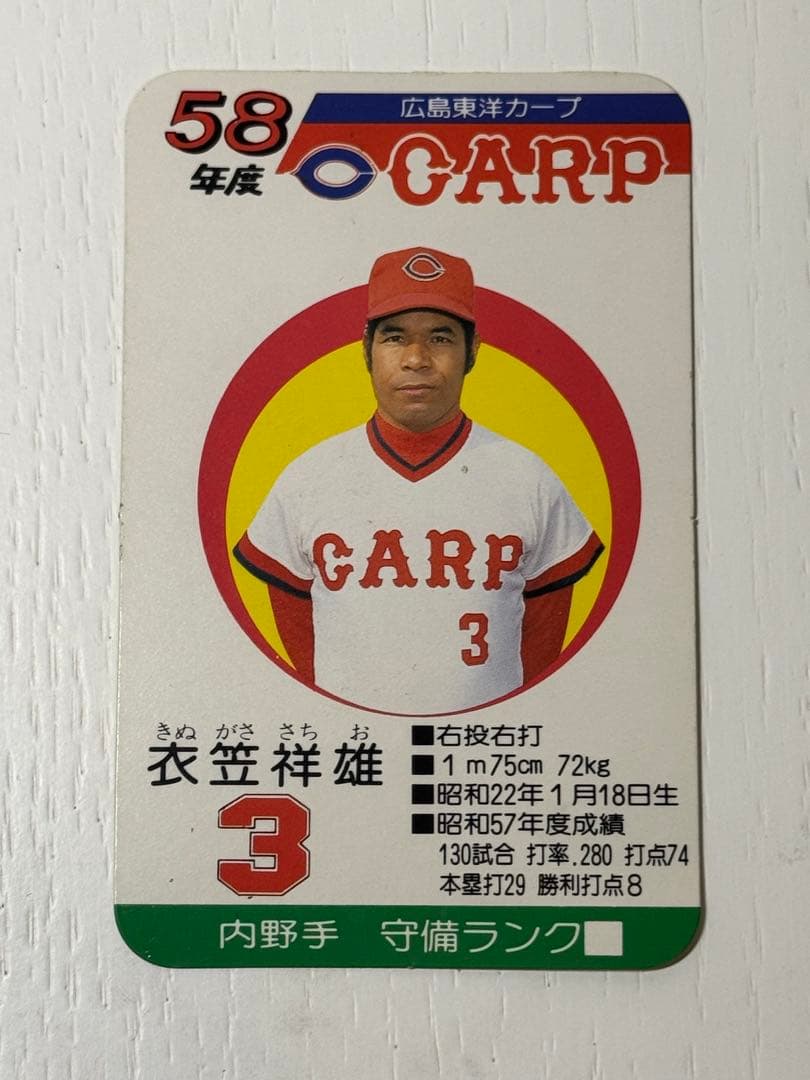 58
年度
広島東洋カープ
C CARP
C
CARP
3
きぬ がさ さち お
衣笠祥雄
3
■右投右打
■1m75cm 72kg
■昭和22年1月18日生
■昭和57年度成績
130試合 打率.280 打点74
本塁打29 勝利打点8
内野手 守備ランク□